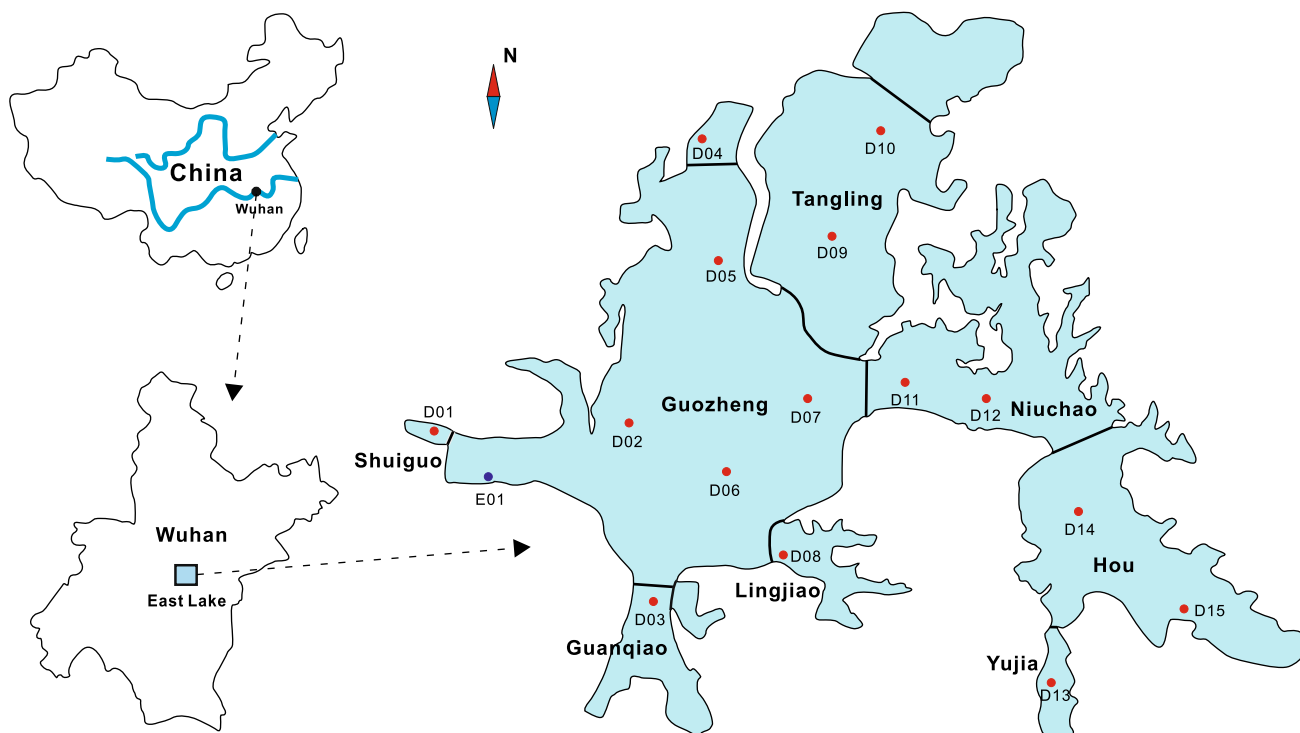 N
China
Wuhan
D04
D10
Tangling
D09
D05
D01
Shuiguo
E01
D02
Guozheng
D07
D06
D11
D12
Niuchao
D14
Hou
D15
D08
Lingjiao
D03
Guanqiao
Yujia
D13
Wuhan
East Lake